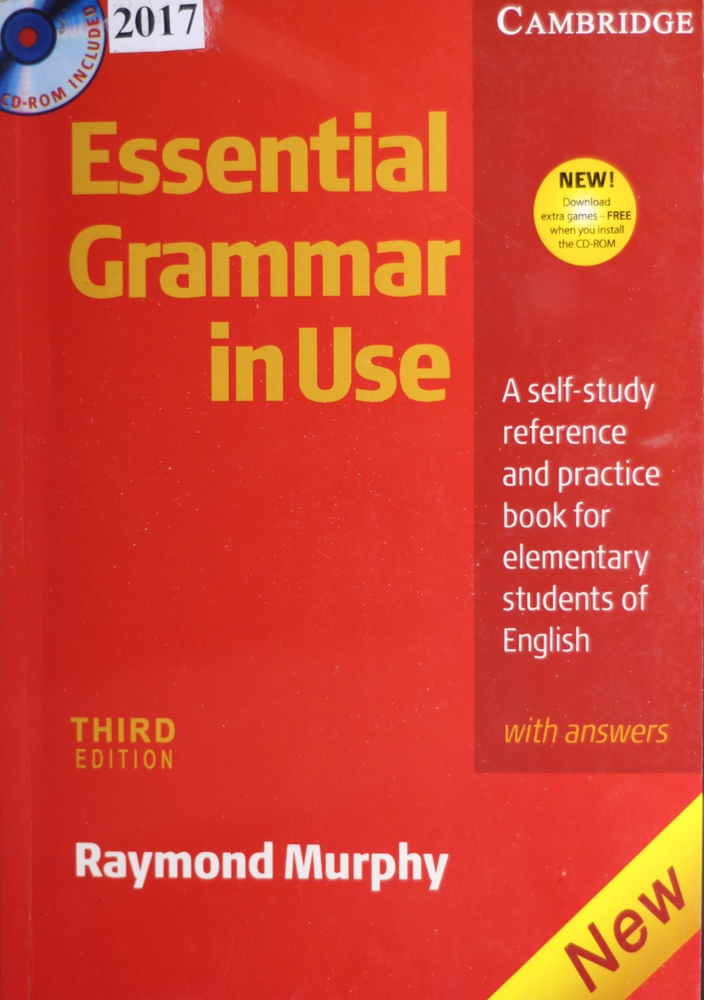 CD-ROM INCLUDED
2017
CAMBRIDGE
Essential
Grammar
in Use
NEW!
Download
extra games – FREE
when you install
the CD-ROM
A self-study
reference
and practice
book for
elementary
students of
English
with answers
THIRD
EDITION
Raymond Murphy
New